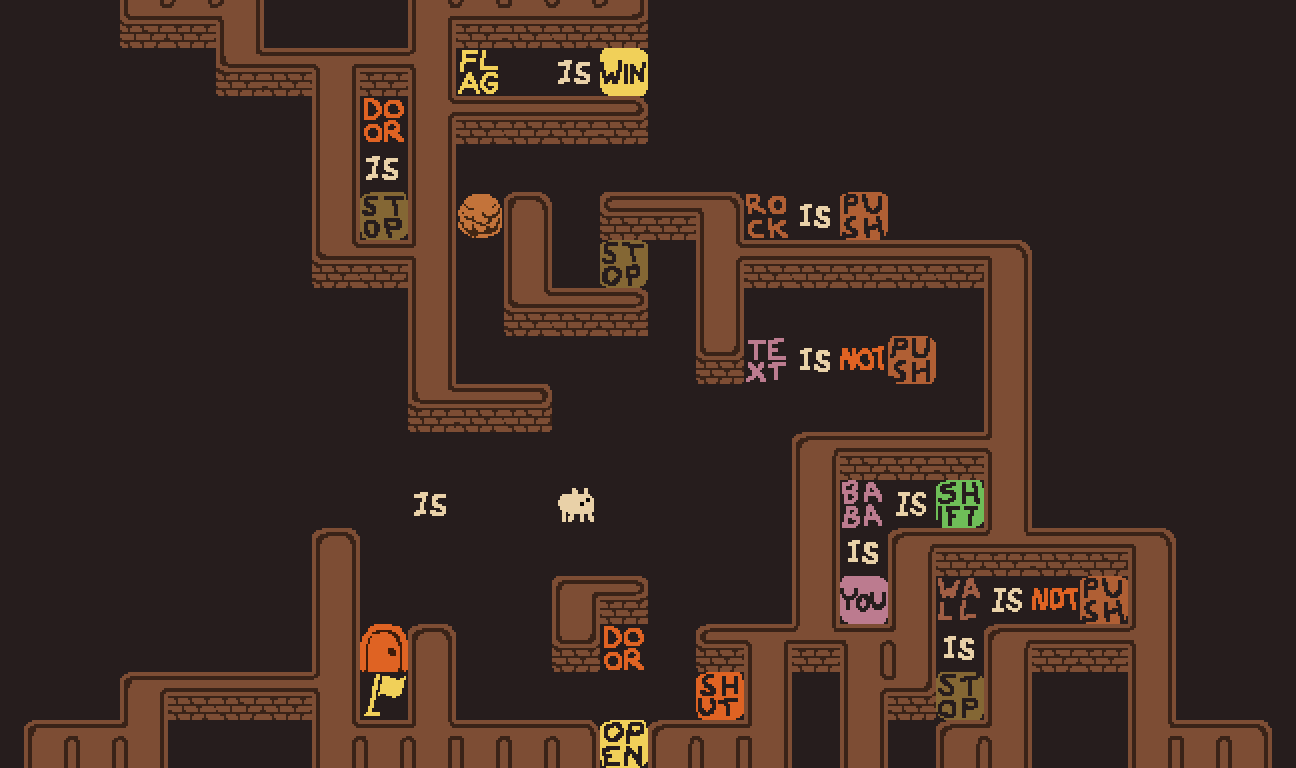 FLAG IS WIN
DOOR
IS
STOP
ROCK IS PUSH
STOP
TEXT IS NOT PUSH
BABA IS SHIFT
IS
YOU
IS
WALL IS NOT PUSH
IS
STOP
DOOR
SHUT
OPEN